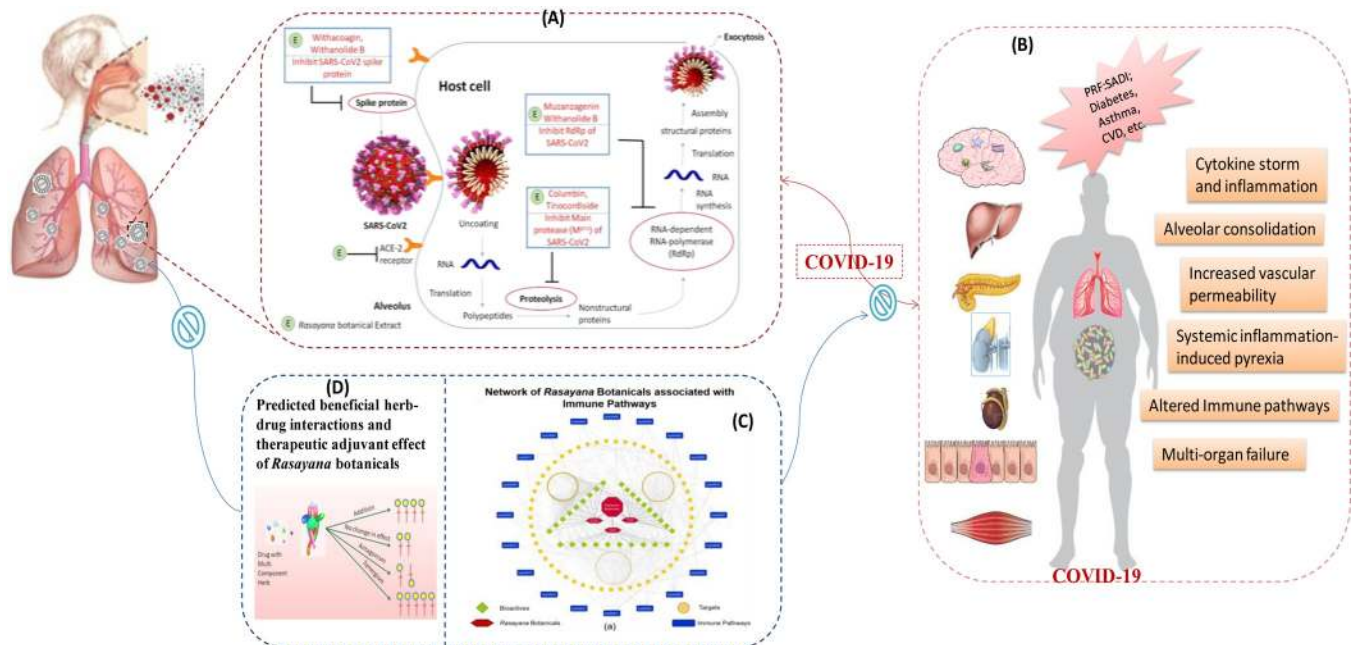 (A)
E
Withacoagin,
Withanolide B
Inhibit SARS-CoV2 spike
protein
Spike protein
SARS-CoV2
E
ACE-2
receptor
Alveolus
E Rasayana botanical Extract
Host cell
Uncoating
RNA
Translation
Polypeptides
E
Columbin,
Tinocordiside
Inhibit Main
protease (Mpro)
of SARS-CoV2
Proteolysis
Nonstructural
proteins
E
Muzanzagenin
Withanolide B
Inhibit RdRp of
SARS-CoV2
RNA-dependent
RNA-polymerase
(RdRp)
RNA
synthesis
RNA
Translation
structural proteins
Assembly
Exocytosis
COVID-19
(B)
PRF:SADI;
Diabetes,
Asthma,
CVD, etc.
Cytokine storm
and inflammation
Alveolar consolidation
Increased vascular
permeability
Systemic inflammation-
induced pyrexia
Altered Immune pathways
Multi-organ failure
COVID-19
(D)
Predicted beneficial herb-
drug interactions and
therapeutic adjuvant effect
of Rasayana botanicals
Drug with
Multi
Component
Herb
Addition
No change in effect
Antagonism
Synergism
Network of Rasayana Botanicals associated with
Immune Pathways
(C)
Bioactives
Targets
Rasayana Botanicals
Immune Pathways
(a)